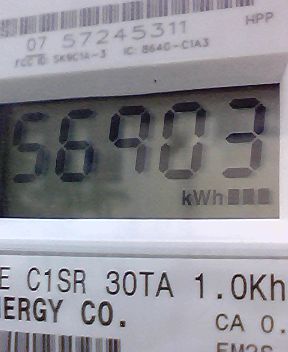 HPP
07 57245311
FCC ID: SK9C1A-3 IC: 864G-C1A3
56903
kWh
E C1SR 30TA 1.0Kh
ERGY CO.
CA 0.